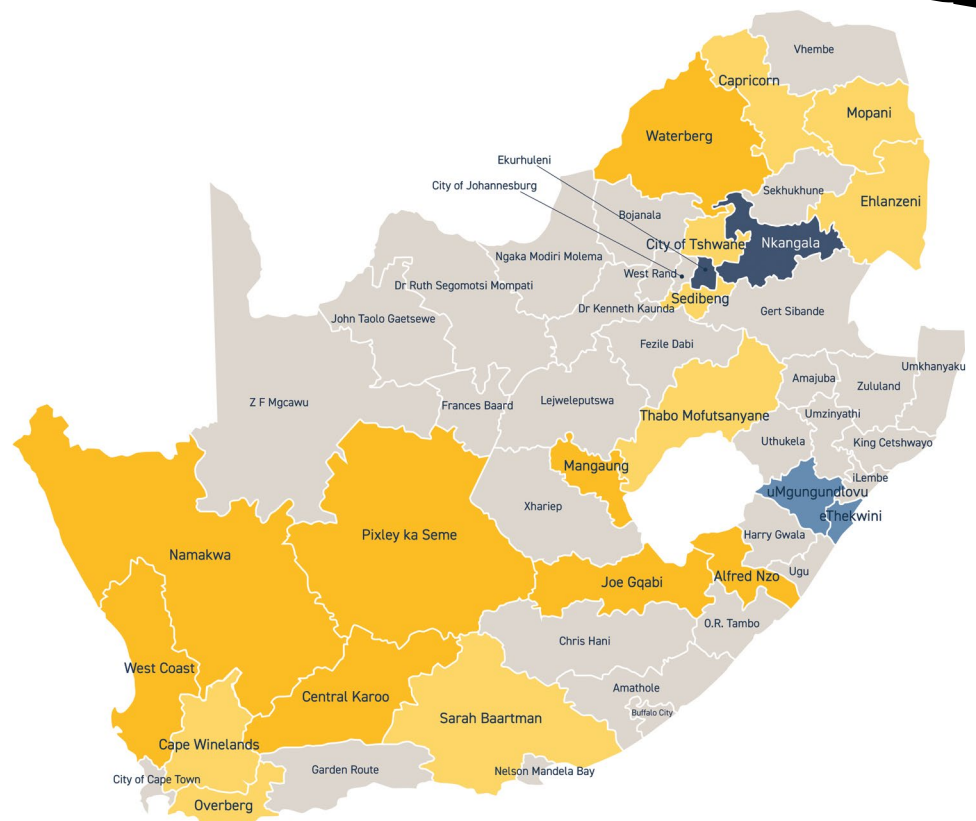 Vhembe
Capricorn
Mopani
Waterberg
Ekurhuleni
City of Johannesburg
Sekhukhune
Ehlanzeni
Bojanala
City of Tshwane
Nkangala
Ngaka Modiri Molema
West Rand
Dr Ruth Segomotsi Mompati
Sedibeng
Dr Kenneth Kaunda
Gert Sibande
John Taolo Gaetsewe
Fezile Dabi
Umkhanyaku
Amajuba
Zululand
Z F Mgcawu
Frances Baard
Lejweleputswa
Thabo Mofutsanyane
Umzinyathi
Uthukela
King Cetshwayo
Mangaung
iLembe
uMgungundlovu
Xhariep
eThekwini
Pixley ka Seme
Harry Gwala
Namakwa
Ugu
Joe Gqabi
Alfred Nzo
O.R. Tambo
Chris Hani
West Coast
Amathole
Central Karoo
Buffalo City
Sarah Baartman
Cape Winelands
Garden Route
Nelson Mandela Bay
City of Cape Town
Overberg